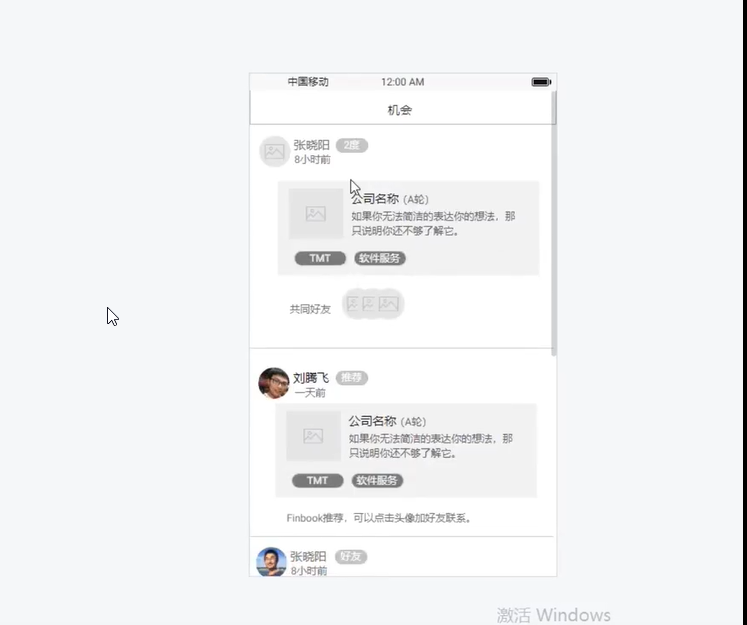 中国移动 12:00 AM
机会
张晓阳 2度
8小时前
公司名称 (A轮)
如果你无法简洁的表达你的想法，那
只说明你还不够了解它。
TMT 软件服务
共同好友
刘腾飞 推荐
一天前
公司名称 (A轮)
如果你无法简洁的表达你的想法，那
只说明你还不够了解它。
TMT 软件服务
Finbook推荐，可以点击头像加好友联系。
张晓阳 好友
8小时前
激活 Windows